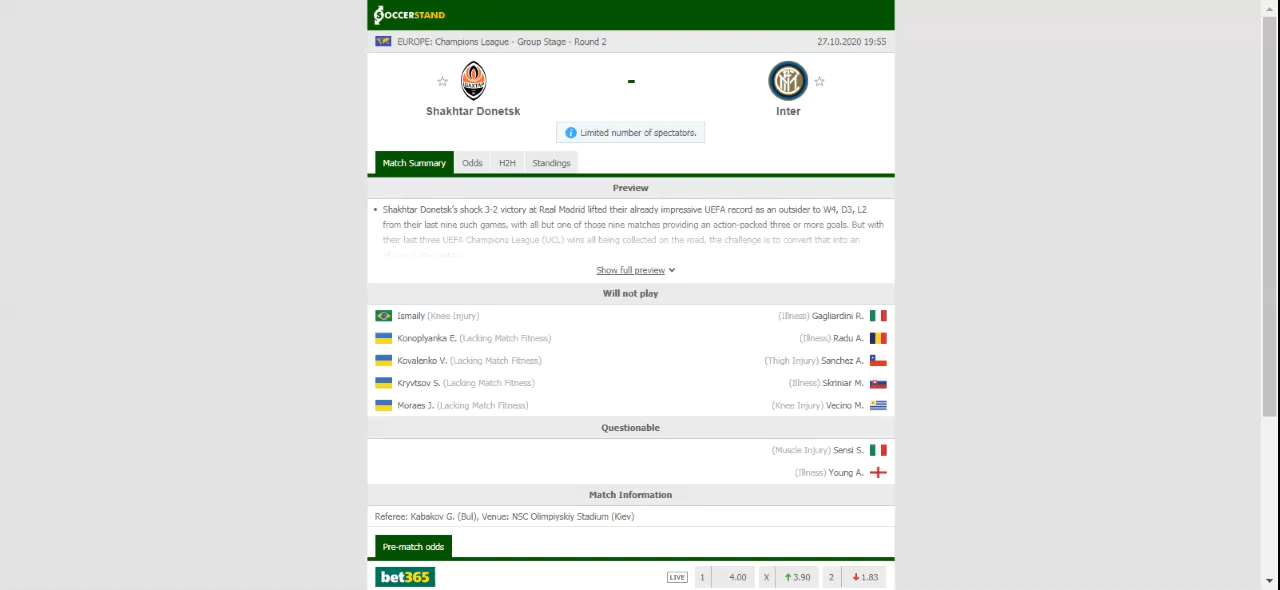 SOCCERSTAND
EUROPE: Champions League - Group Stage - Round 2 27.10.2020 19:55
-
Shakhtar Donetsk Inter
Limited number of spectators.
Match Summary Odds H2H Standings
Preview
• Shakhtar Donetsk's shock 3-2 victory at Real Madrid lifted their already impressive UEFA record as an outsider to W4, D3, L2
from their last nine such games, with all but one of those nine matches providing an action-packed three or more goals. But with
their last three UEFA Champions League (UCL) wins all being collected on the road, the challenge is to convert that into an
Show full preview
Will not play
Ismaily (Knee Injury) (Illness) Gagliardini R.
Konoplyanka E. (Lacking Match Fitness) (Illness) Radu A.
Kovalenko V. (Lacking Match Fitness) (Thigh Injury) Sanchez A.
Kryvtsov S. (Lacking Match Fitness) (Illness) Skriniar M.
Moraes J. (Lacking Match Fitness) (Knee Injury) Vecino M.
Questionable
(Muscle Injury) Sensi S.
(Illness) Young A.
Match Information
Referee: Kabakov G. (Bul), Venue: NSC Olimpiyskiy Stadium (Kiev)
Pre-match odds
bet365 LIVE 1 4.00 X 3.90 2 1.83